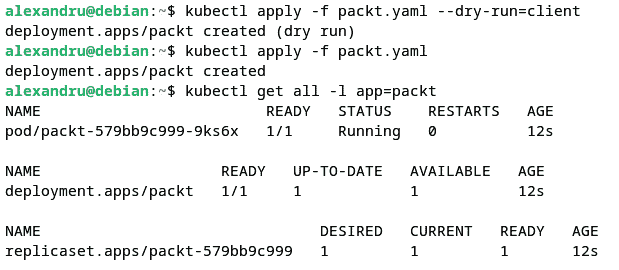 alexandru@debian:~$ kubectl apply -f packt.yaml --dry-run=client
deployment.apps/packt created (dry run)
alexandru@debian:~$ kubectl apply -f packt.yaml
deployment.apps/packt created
alexandru@debian:~$ kubectl get all -l app=packt
NAME                         READY   STATUS    RESTARTS   AGE
pod/packt-579bb9c999-9ks6x   1/1     Running   0          12s

NAME                    READY   UP-TO-DATE   AVAILABLE   AGE
deployment.apps/packt   1/1     1            1           12s

NAME                               DESIRED   CURRENT   READY   AGE
replicaset.apps/packt-579bb9c999   1         1         1       12s